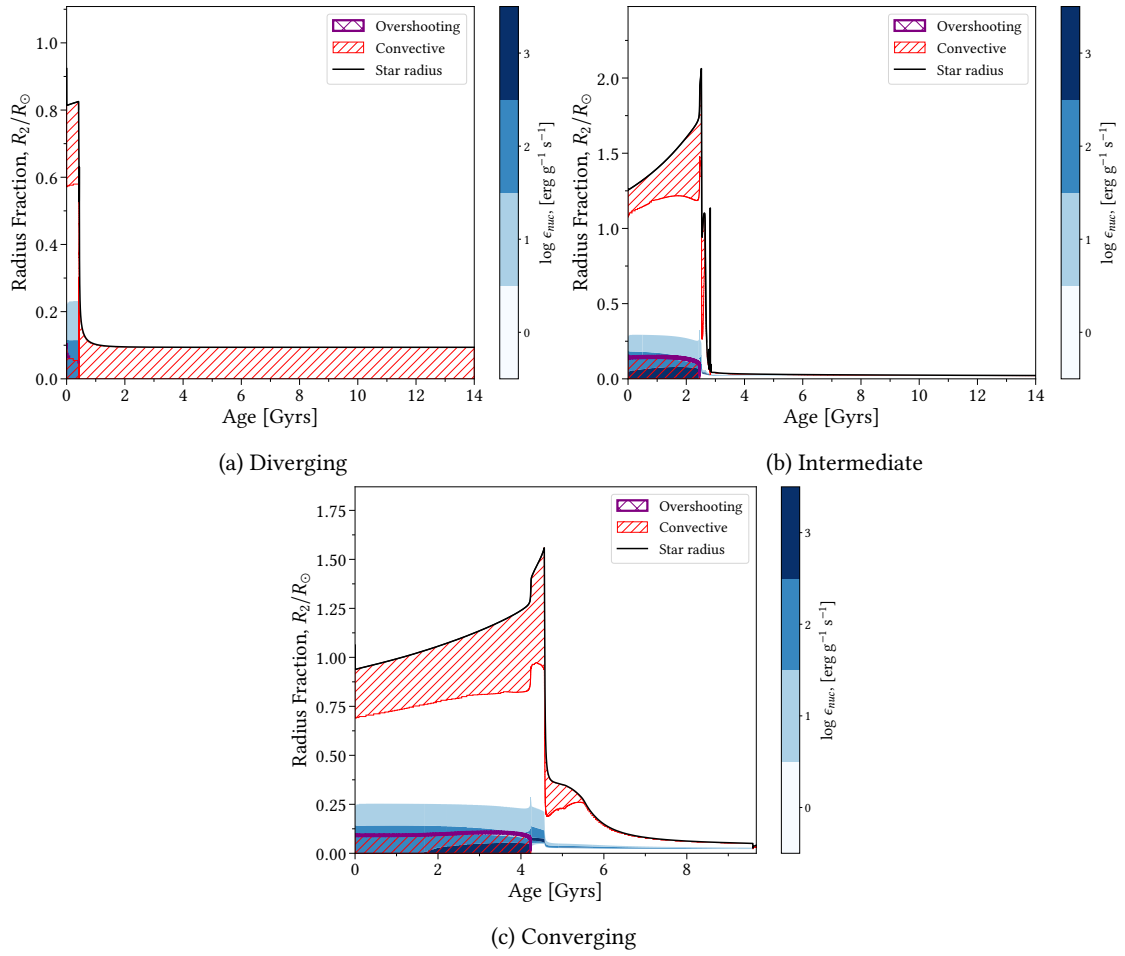 1.0
0.8
0.6
0.4
0.2
0.0
Radius Fraction, R₂/R⊙
0 2 4 6 8 10 12 14
Age [Gyrs]
Overshooting
Convective
Star radius
3
2
1
0
log ϵnuc, [erg g⁻¹ s⁻¹]
(a) Diverging
2.0
1.5
1.0
0.5
0.0
Radius Fraction, R₂/R⊙
0 2 4 6 8 10 12 14
Age [Gyrs]
Overshooting
Convective
Star radius
3
2
1
0
log ϵnuc, [erg g⁻¹ s⁻¹]
(b) Intermediate
1.75
1.50
1.25
1.00
0.75
0.50
0.25
0.00
Radius Fraction, R₂/R⊙
0 2 4 6 8
Age [Gyrs]
Overshooting
Convective
Star radius
3
2
1
0
log ϵnuc, [erg g⁻¹ s⁻¹]
(c) Converging